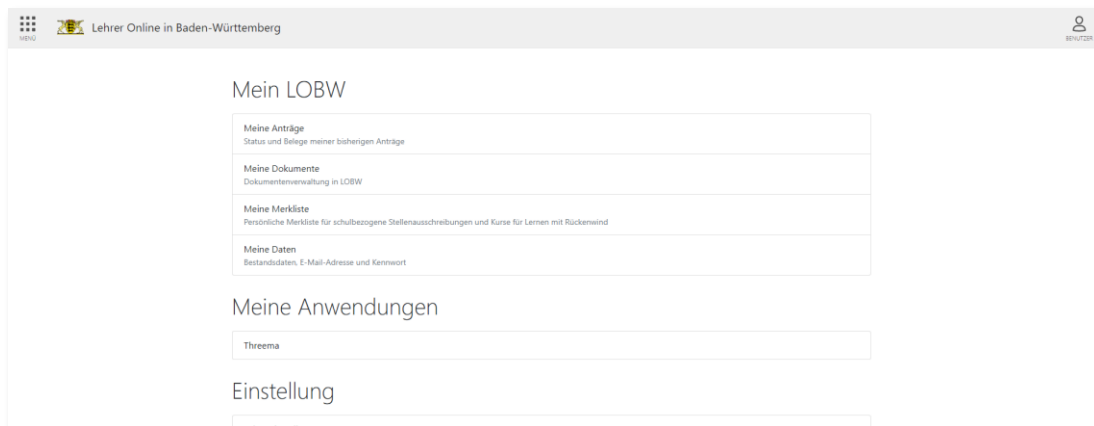 MENÜ
Lehrer Online in Baden-Württemberg
BENUTZER
Mein LOBW
Meine Anträge
Status und Belege meiner bisherigen Anträge
Meine Dokumente
Dokumentenverwaltung in LOBW
Meine Merkliste
Persönliche Merkliste für schulbezogene Stellenausschreibungen und Kurse für Lernen mit Rückenwind
Meine Daten
Bestandsdaten, E-Mail-Adresse und Kennwort
Meine Anwendungen
Threema
Einstellung